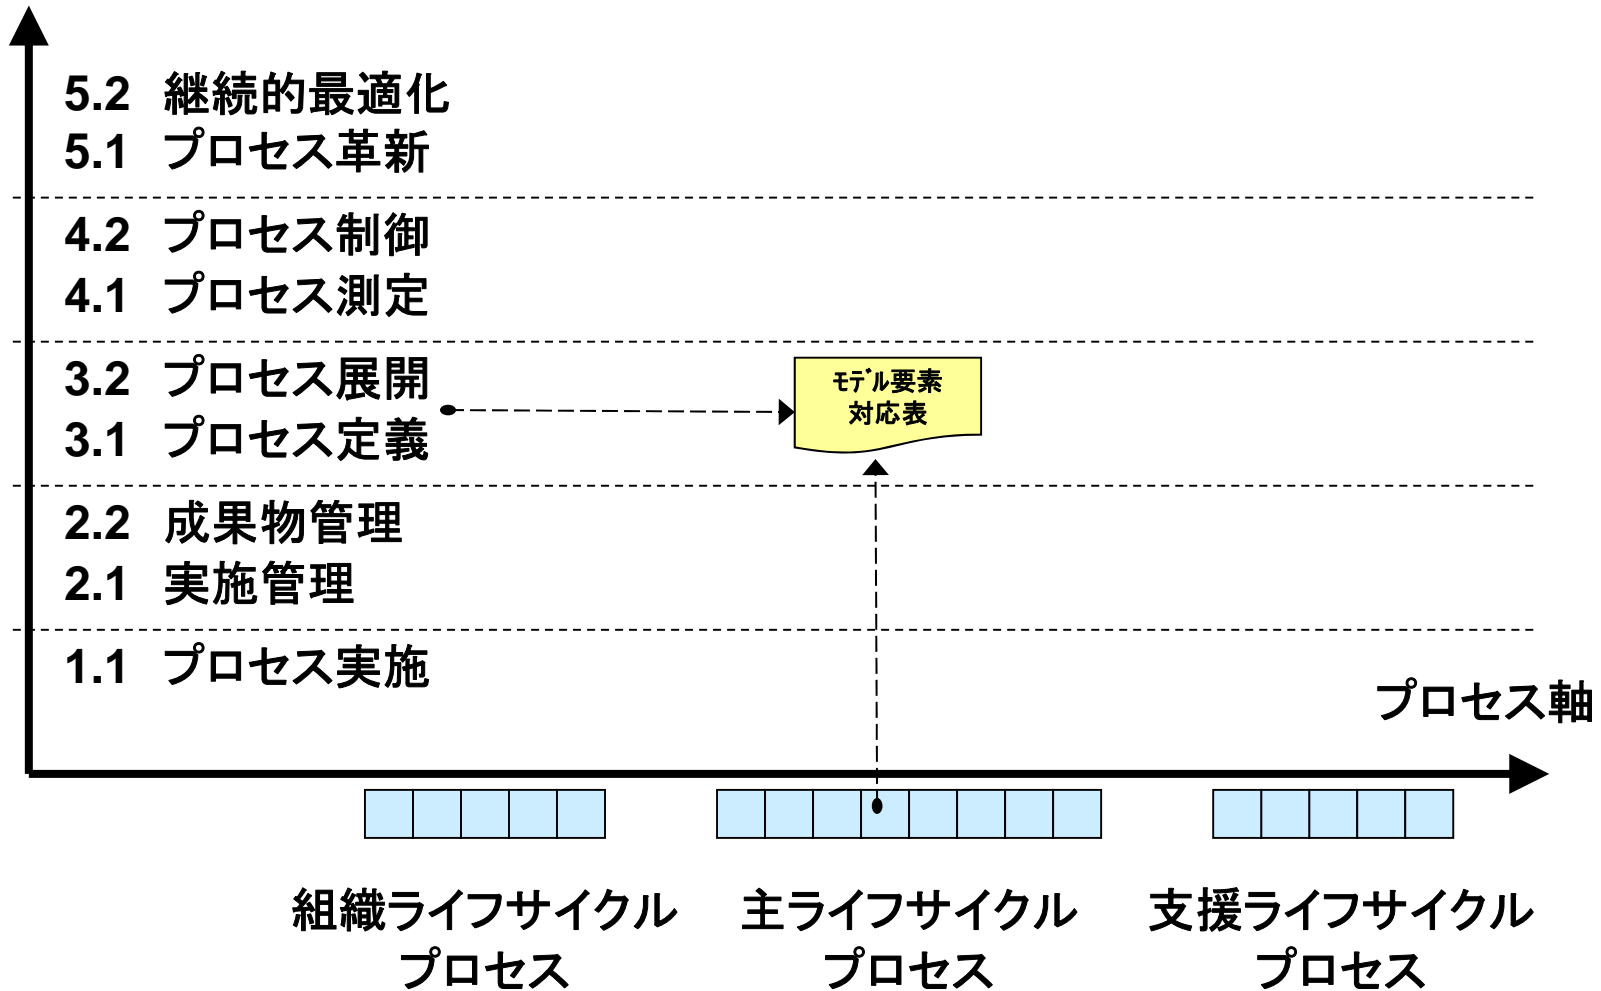 5.2 継続的最適化
5.1 プロセス革新
4.2 プロセス制御
4.1 プロセス測定
3.2 プロセス展開
3.1 プロセス定義
ﾓﾃﾞﾙ要素
対応表
2.2 成果物管理
2.1 実施管理
1.1 プロセス実施
プロセス軸
組織ライフサイクル
プロセス
主ライフサイクル
プロセス
支援ライフサイクル
プロセス